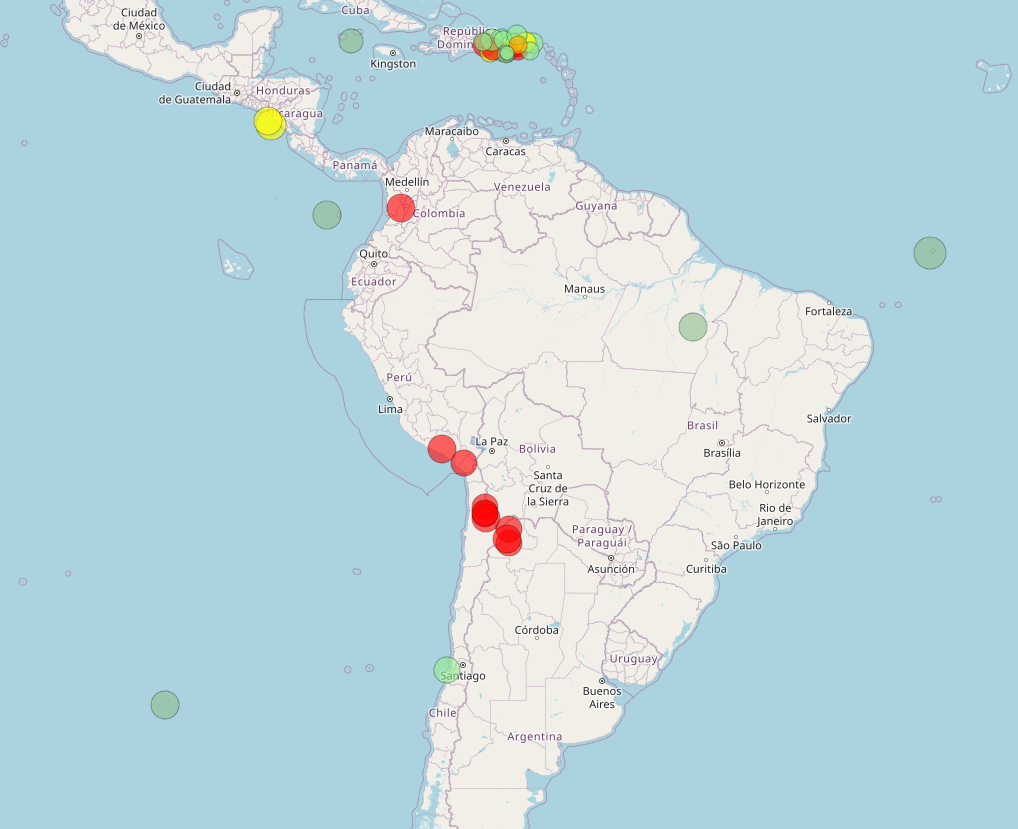 Cuba
Ciudad
de México
República
Domin
Kingston
Ciudad
de Guatemala
Honduras
Nicaragua
Maracaibo
Caracas
Panamá
Medellín
Venezuela
Guyana
Colombia
Quito
Ecuador
Manaus
Fortaleza
Perú
Lima
Salvador
Brasil
La Paz
Bolivia
Brasília
Santa
Cruz de
la Sierra
Belo Horizonte
Rio de
Janeiro
Paraguay /
Paraguái
São Paulo
Asunción
Curitiba
Córdoba
Uruguay
Santiago
Buenos
Aires
Chile
Argentina